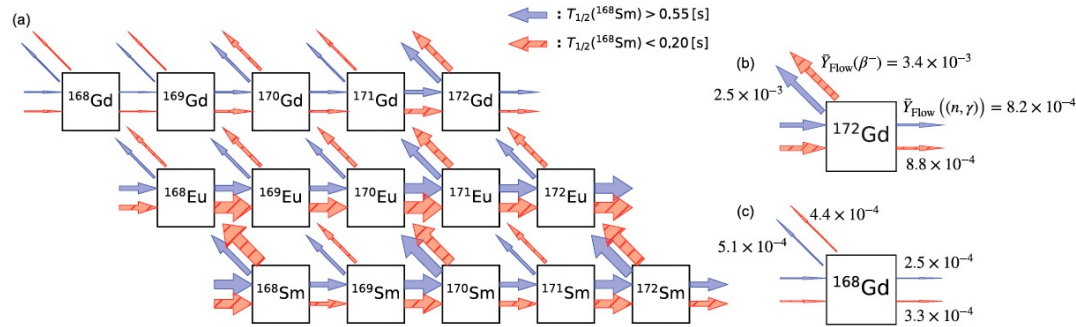 (a)
: T₁/₂(¹⁶⁸Sm) > 0.55 [s]
: T₁/₂(¹⁶⁸Sm) < 0.20 [s]
¹⁶⁸Gd ¹⁶⁹Gd ¹⁷⁰Gd ¹⁷¹Gd ¹⁷²Gd
¹⁶⁸Eu ¹⁶⁹Eu ¹⁷⁰Eu ¹⁷¹Eu ¹⁷²Eu
¹⁶⁸Sm ¹⁶⁹Sm ¹⁷⁰Sm ¹⁷¹Sm ¹⁷²Sm
(b)
Ȳ_Flow(β⁻) = 3.4 × 10⁻³
2.5 × 10⁻³
Ȳ_Flow((n, γ)) = 8.2 × 10⁻⁴
¹⁷²Gd
8.8 × 10⁻⁴
(c)
4.4 × 10⁻⁴
5.1 × 10⁻⁴
2.5 × 10⁻⁴
¹⁶⁸Gd
3.3 × 10⁻⁴